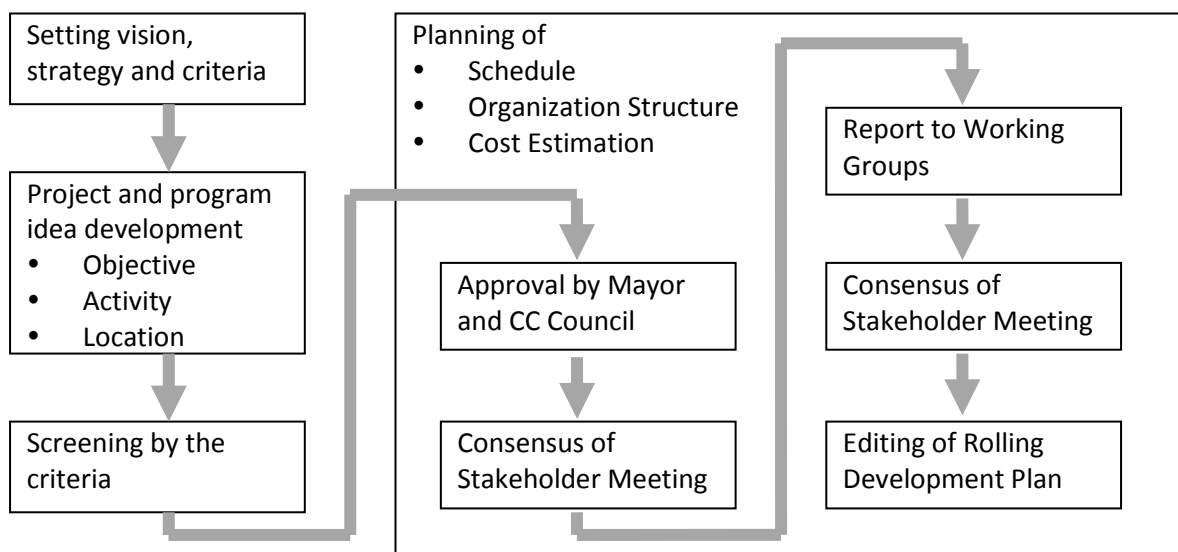 Setting vision,
strategy and criteria
Project and program
idea development
• Objective
• Activity
• Location
Screening by the
criteria
Planning of
• Schedule
• Organization Structure
• Cost Estimation
Approval by Mayor
and CC Council
Consensus of
Stakeholder Meeting
Report to Working
Groups
Consensus of
Stakeholder Meeting
Editing of Rolling
Development Plan